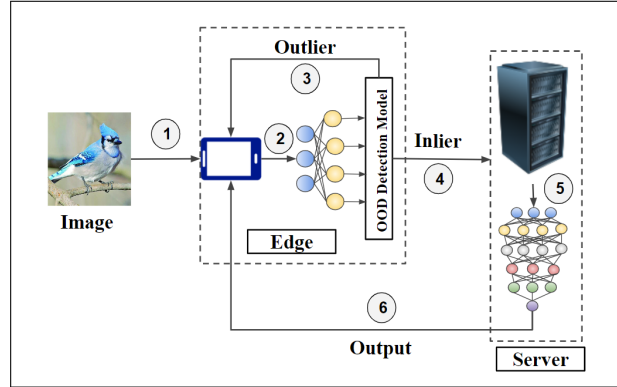 Outlier
3
1
2
OOD Detection Model
Inlier
4
5
Image
Edge
6
Output
Server